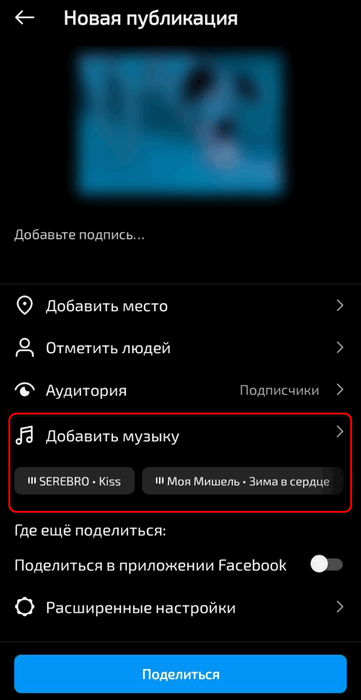 Новая публикация
Добавьте подпись...
Добавить место
Отметить людей
Аудитория Подписчики
Добавить музыку
SEREBRO • Kiss Моя Мишель • Зима в сердце
Где ещё поделиться:
Поделиться в приложении Facebook
Расширенные настройки
Поделиться